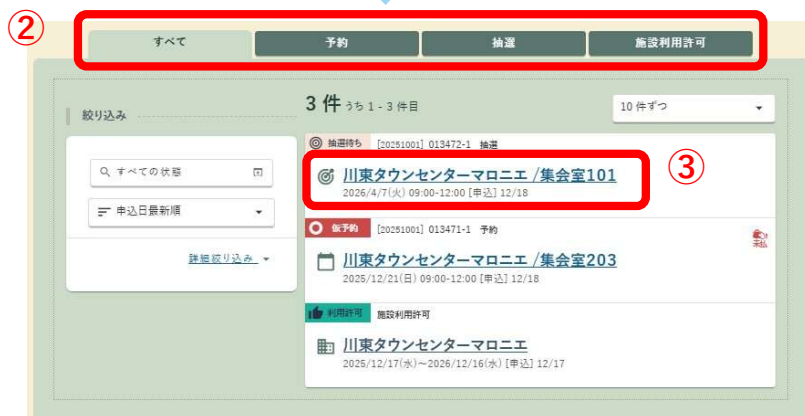 ②
すべて
予約
抽選
施設利用許可
絞り込み
すべての状態
申込日最新順
詳細絞り込み
3 件 うち 1 - 3 件目
10 件ずつ
抽選待ち [20251001] 013472-1 抽選
川東タウンセンターマロニエ /集会室101
2026/4/7(火) 09:00-12:00 [申込] 12/18
③
仮予約 [20251001] 013471-1 予約
未払
川東タウンセンターマロニエ /集会室203
2025/12/21(日) 09:00-12:00 [申込] 12/18
利用許可 施設利用許可
川東タウンセンターマロニエ
2025/12/17(水)~2026/12/16(水) [申込] 12/17